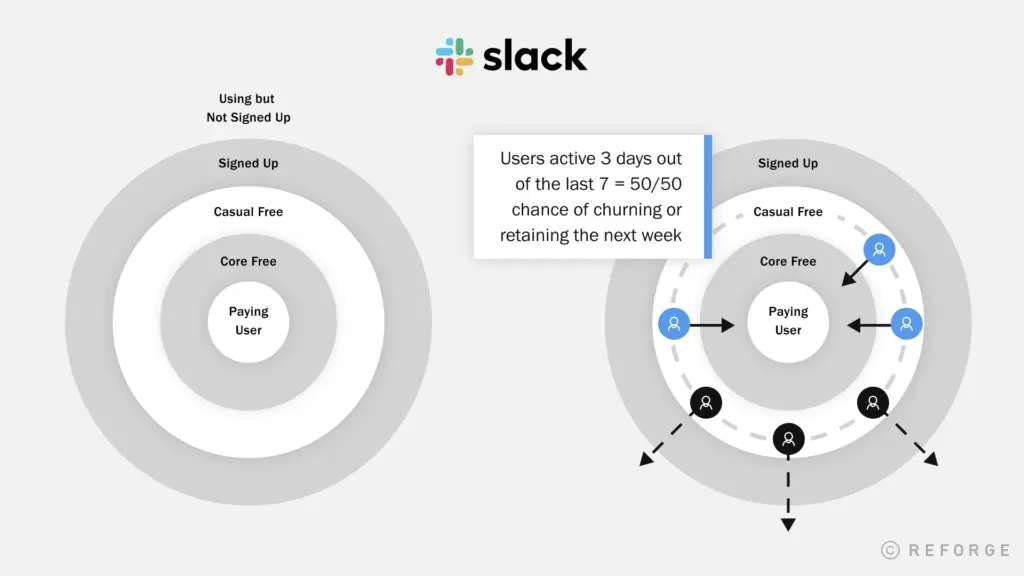 slack
Using but
Not Signed Up
Signed Up
Casual Free
Core Free
Paying
User
Users active 3 days out
of the last 7 = 50/50
chance of churning or
retaining the next week
Signed Up
Casual Free
Core Free
Paying
User
© REFORGE